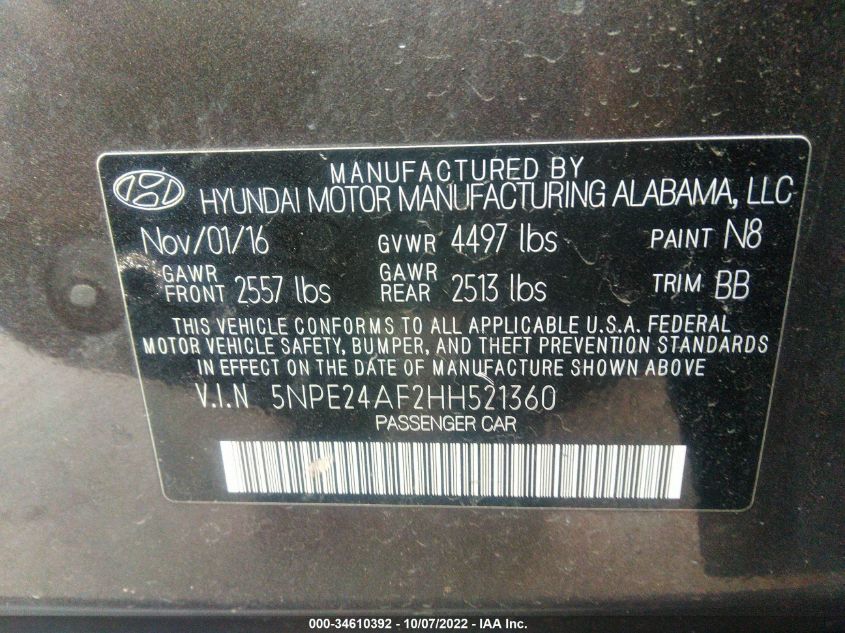 MANUFACTURED BY
HYUNDAI MOTOR MANUFACTURING ALABAMA, LLC
Nov/01/16 GVWR 4497 lbs PAINT N8
GAWR FRONT 2557 lbs GAWR REAR 2513 lbs TRIM BB
THIS VEHICLE CONFORMS TO ALL APPLICABLE U.S.A. FEDERAL
MOTOR VEHICLE SAFETY, BUMPER, AND THEFT PREVENTION STANDARDS
IN EFFECT ON THE DATE OF MANUFACTURE SHOWN ABOVE
V.I.N 5NPE24AF2HH521360
PASSENGER CAR
000-34610392 - 10/07/2022 - IAA Inc.